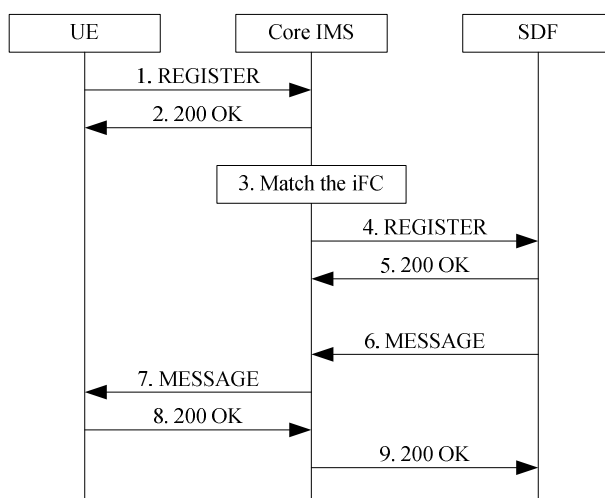 UE
Core IMS
SDF
1. REGISTER
2. 200 OK
3. Match the iFC
4. REGISTER
5. 200 OK
6. MESSAGE
7. MESSAGE
8. 200 OK
9. 200 OK